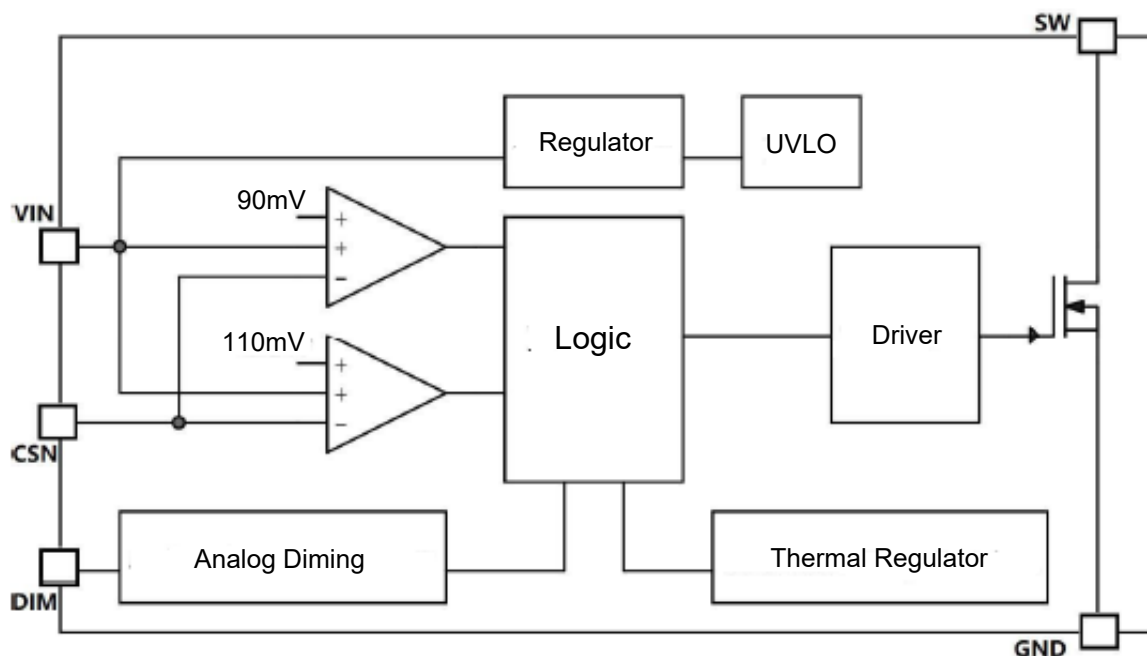 SW
Regulator
UVLO
90mV
+
+
−
VIN
110mV
+
+
−
Logic
Driver
CSN
Analog Diming
Thermal Regulator
DIM
GND